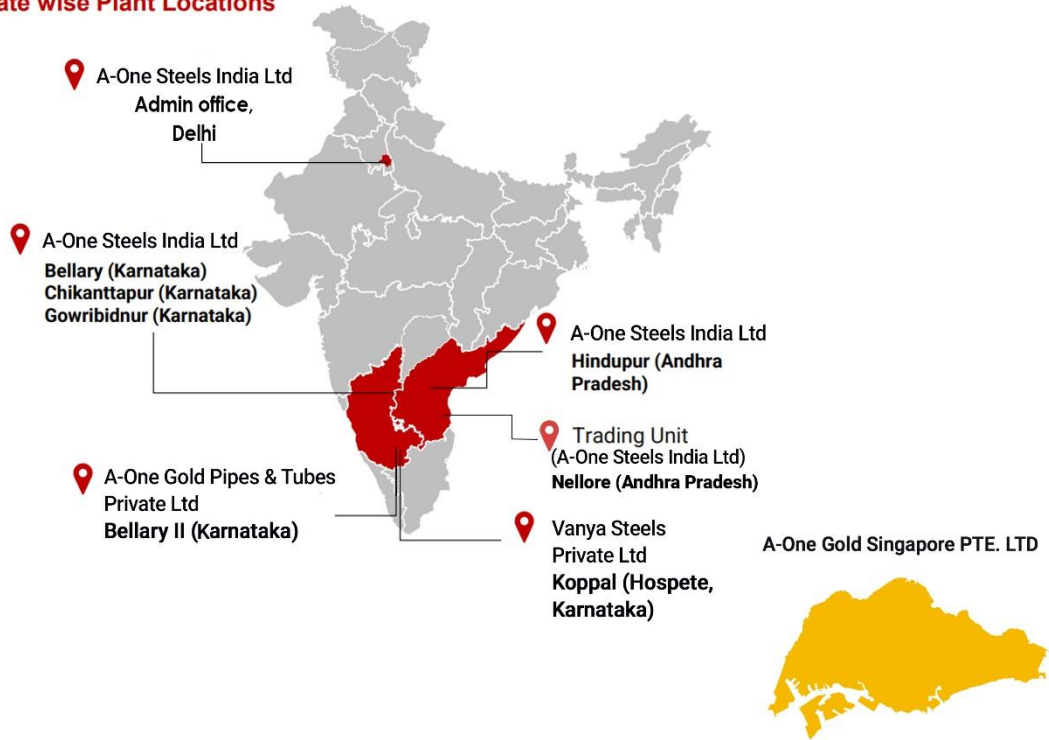 ate wise Plant Locations
A-One Steels India Ltd
Admin office,
Delhi
A-One Steels India Ltd
Bellary (Karnataka)
Chikanttapur (Karnataka)
Gowribidnur (Karnataka)
A-One Steels India Ltd
Hindupur (Andhra
Pradesh)
Trading Unit
(A-One Steels India Ltd)
Nellore (Andhra Pradesh)
A-One Gold Pipes & Tubes
Private Ltd
Bellary II (Karnataka)
Vanya Steels
Private Ltd
Koppal (Hospete,
Karnataka)
A-One Gold Singapore PTE. LTD